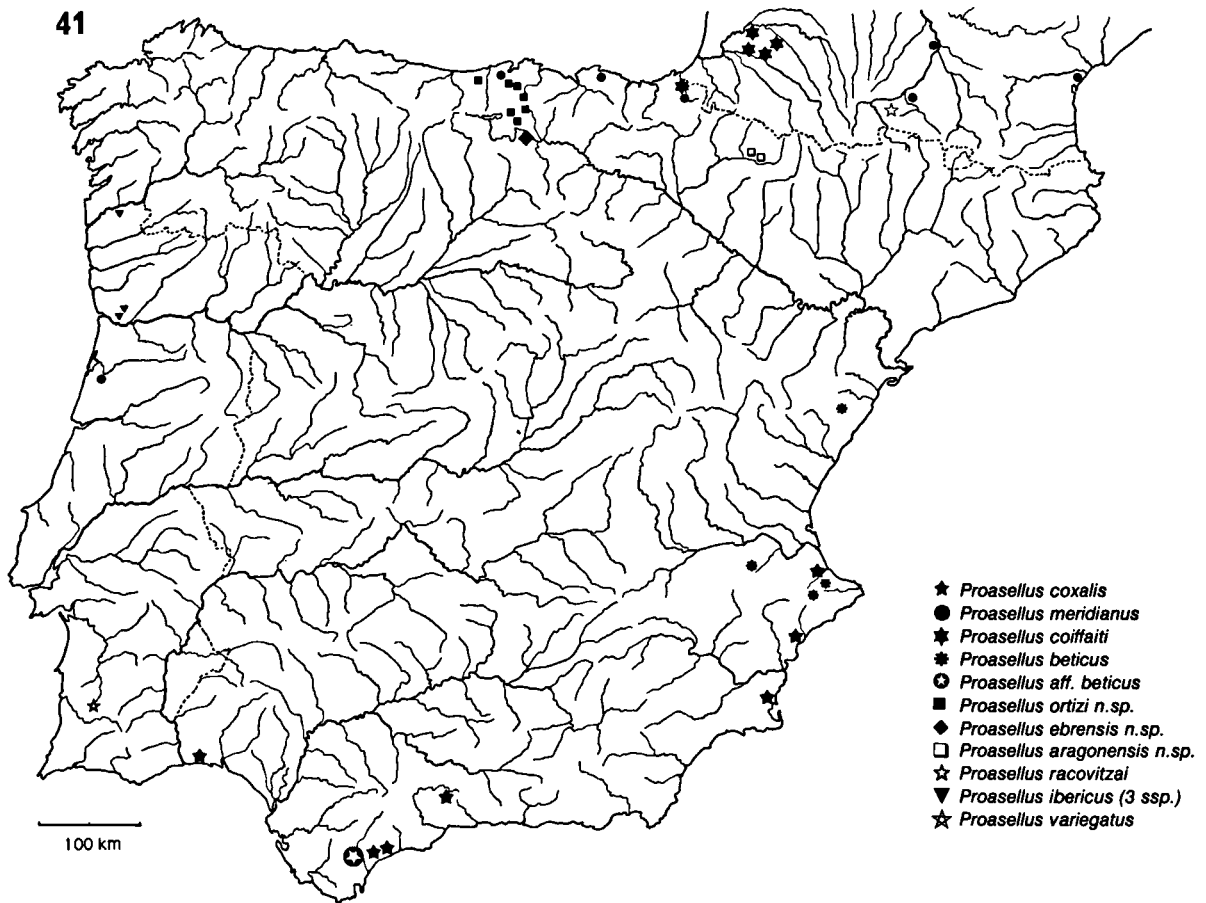 41
Proasellus coxalis
Proasellus meridianus
Proasellus coiffaiti
Proasellus beticus
Proasellus aff. beticus
Proasellus ortizi n.sp.
Proasellus ebrensis n.sp.
Proasellus aragonensis n.sp.
Proasellus racovitzai
Proasellus ibericus (3 ssp.)
Proasellus variegatus
100 km